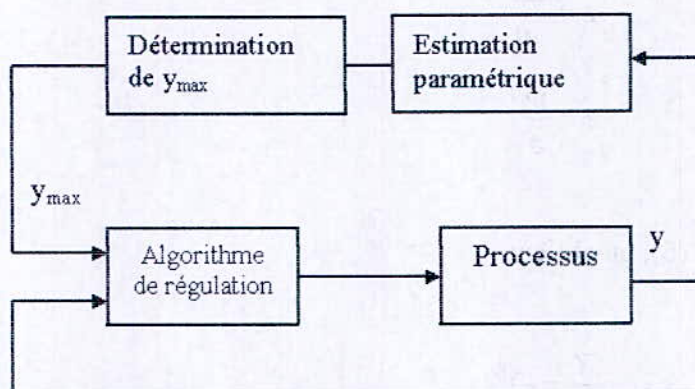 Détermination
de ymax
Estimation
paramétrique
ymax
Algorithme
de régulation
Processus
y